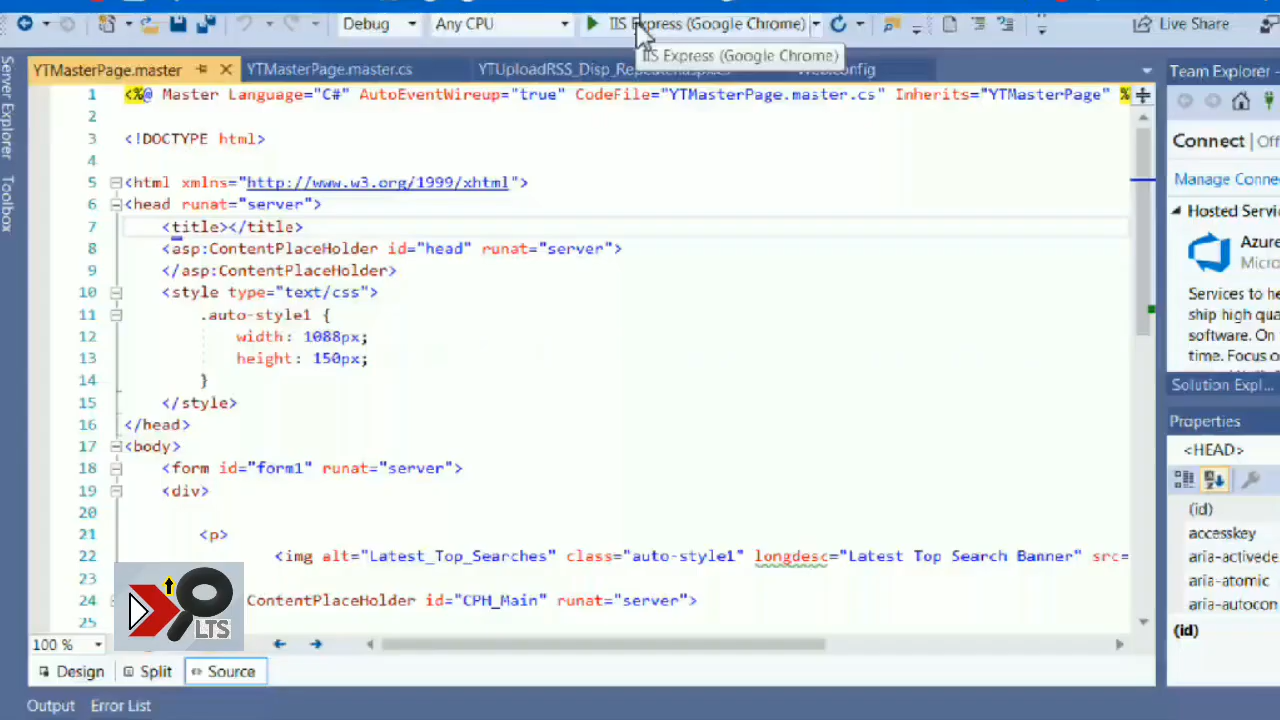 Debug Any CPU IIS Express (Google Chrome) Live Share
IIS Express (Google Chrome)
YTMasterPage.master YTMasterPage.master.cs
Server Explorer
Toolbox
1 <%@ Master Language="C#" AutoEventWireup="true" CodeFile="YTMasterPage.master.cs" Inherits="YTMasterPage" %
2
3 <!DOCTYPE html>
4
5 <html xmlns="http://www.w3.org/1999/xhtml">
6 <head runat="server">
7 <title></title>
8 <asp:ContentPlaceHolder id="head" runat="server">
9 </asp:ContentPlaceHolder>
10 <style type="text/css">
11 .auto-style1 {
12 width: 1088px;
13 height: 150px;
14 }
15 </style>
16 </head>
17 <body>
18 <form id="form1" runat="server">
19 <div>
20
21 <p>
22 <img alt="Latest_Top_Searches" class="auto-style1" longdesc="Latest Top Search Banner" src=
23
24 ContentPlaceHolder id="CPH_Main" runat="server">
25
LTS
100 %
Design Split Source
Output Error List
Team Explorer -
Connect | Off
Manage Conne
Hosted Servi
Azure
Micro
Services to he
ship high qua
software. On
time. Focus o
Solution Expl...
Properties
<HEAD>
(id)
accesskey
aria-activede
aria-atomic
aria-autocon
(id)